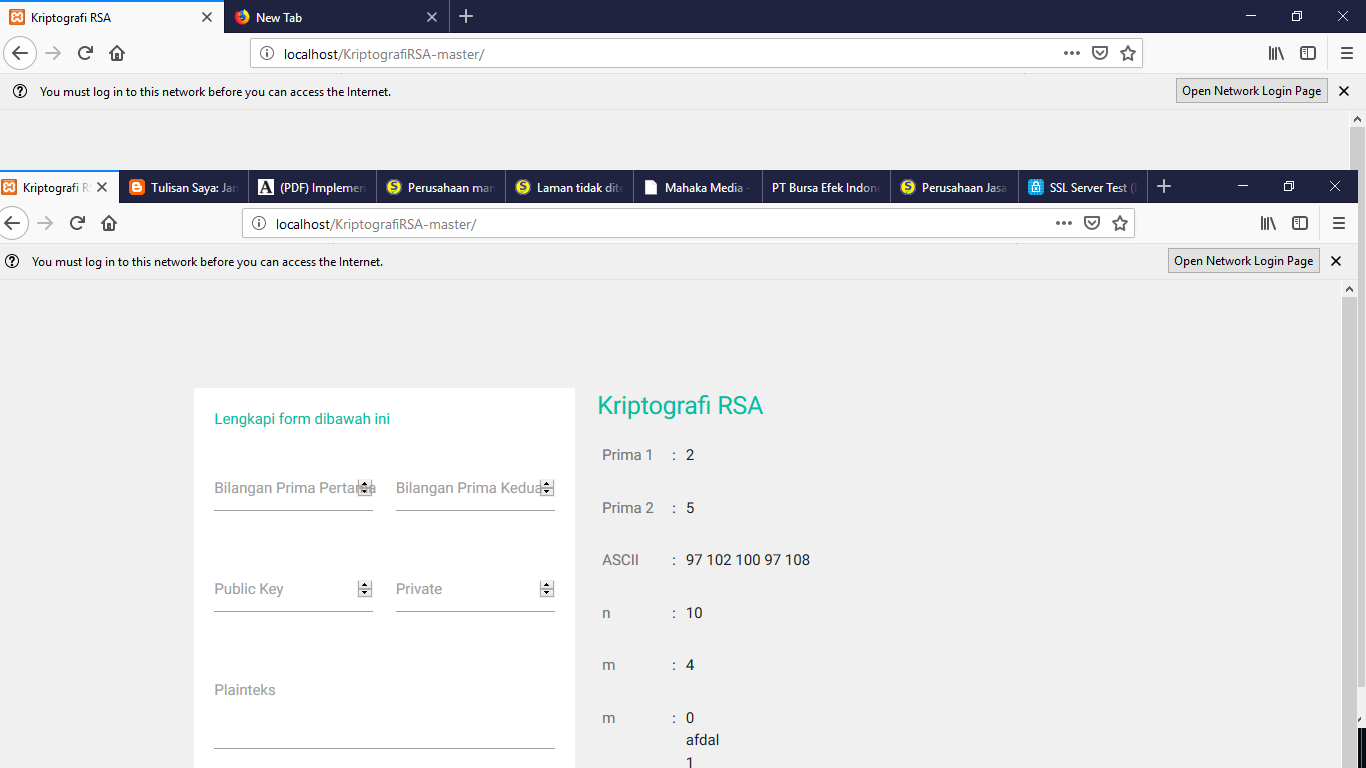 Kriptografi RSA
New Tab
localhost/KriptografiRSA-master/
You must log in to this network before you can access the Internet.
Open Network Login Page
Kriptografi RS
Tulisan Saya: Jar
(PDF) Implemen
Perusahaan man
Laman tidak dite
Mahaka Media -
PT Bursa Efek Indone
Perusahaan Jasa
SSL Server Test (
localhost/KriptografiRSA-master/
You must log in to this network before you can access the Internet.
Open Network Login Page
Lengkapi form dibawah ini
Bilangan Prima Pertama
Bilangan Prima Kedua
Public Key
Private
Plainteks
Kriptografi RSA
Prima 1 : 2
Prima 2 : 5
ASCII : 97 102 100 97 108
n : 10
m : 4
m : 0
afdal
1